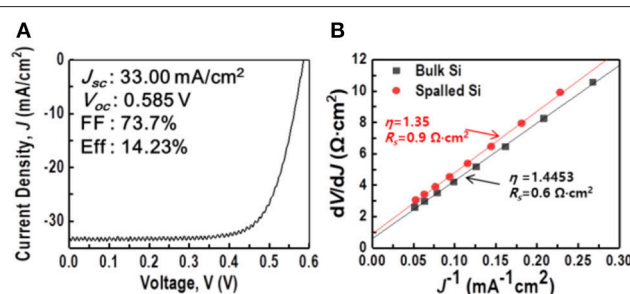 A
Current Density, J (mA/cm²)
0
-10
-20
-30
Jsc: 33.00 mA/cm²
Voc: 0.585 V
FF: 73.7%
Eff: 14.23%
0.0 0.1 0.2 0.3 0.4 0.5 0.6
Voltage, V (V)
B
dV/dJ (Ω·cm²)
12
10
8
6
4
2
0
Bulk Si
Spalled Si
η=1.35
Rs=0.9 Ω·cm²
η = 1.4453
Rs=0.6 Ω·cm²
0.00 0.05 0.10 0.15 0.20 0.25 0.30
J⁻¹ (mA⁻¹cm²)